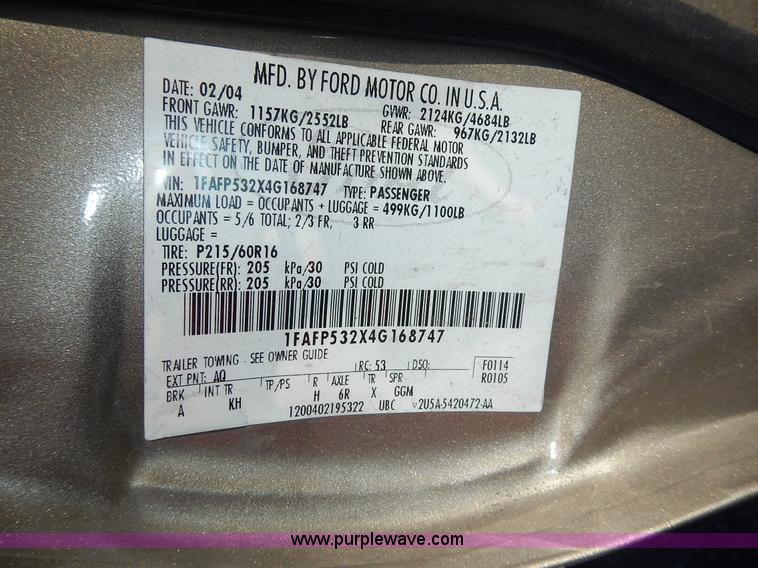 MFD. BY FORD MOTOR CO. IN U.S.A.
DATE: 02/04 GVWR: 2124KG/4684LB
FRONT GAWR: 1157KG/2552LB REAR GAWR: 967KG/2132LB
THIS VEHICLE CONFORMS TO ALL APPLICABLE FEDERAL MOTOR
VEHICLE SAFETY, BUMPER, AND THEFT PREVENTION STANDARDS
IN EFFECT ON THE DATE OF MANUFACTURE SHOWN ABOVE.
VIN: 1FAFP532X4G168747 TYPE: PASSENGER
MAXIMUM LOAD = OCCUPANTS + LUGGAGE = 499KG/1100LB
OCCUPANTS = 5/6 TOTAL; 2/3 FR, 3 RR
LUGGAGE =
TIRE: P215/60R16
PRESSURE(FR): 205 kPa/30 PSI COLD
PRESSURE(RR): 205 kPa/30 PSI COLD
1FAFP532X4G168747
TRAILER TOWING - SEE OWNER GUIDE
EXT PNT: AQ RC: 53 DSO: F0114
BRK INT TR TP/PS R AXLE TR SPR R0105
A KH H 6R X GGM
1200402195322 UBC 2U5A-5420472-AA
www.purplewave.com